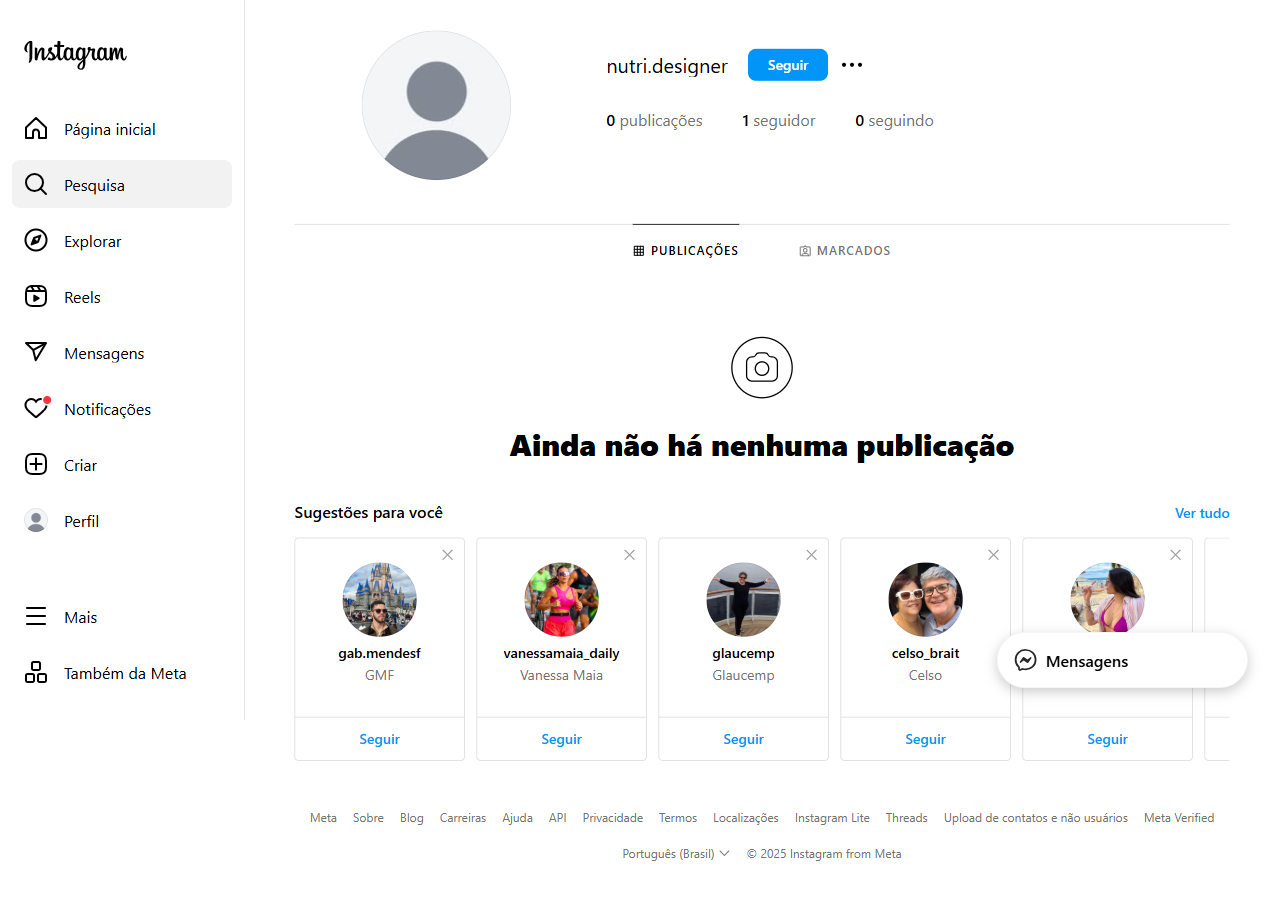 Instagram
Página inicial
Pesquisa
Explorar
Reels
Mensagens
Notificações
Criar
Perfil
Mais
Também da Meta
nutri.designer Seguir
0 publicações 1 seguidor 0 seguindo
PUBLICAÇÕES MARCADOS
Ainda não há nenhuma publicação
Sugestões para você Ver tudo
gab.mendesf vanessamaia_daily glaucemp celso_brait
GMF Vanessa Maia Glaucemp Celso
Mensagens
Seguir Seguir Seguir Seguir Seguir
Meta Sobre Blog Carreiras Ajuda API Privacidade Termos Localizações Instagram Lite Threads Upload de contatos e não usuários Meta Verified
Português (Brasil) © 2025 Instagram from Meta